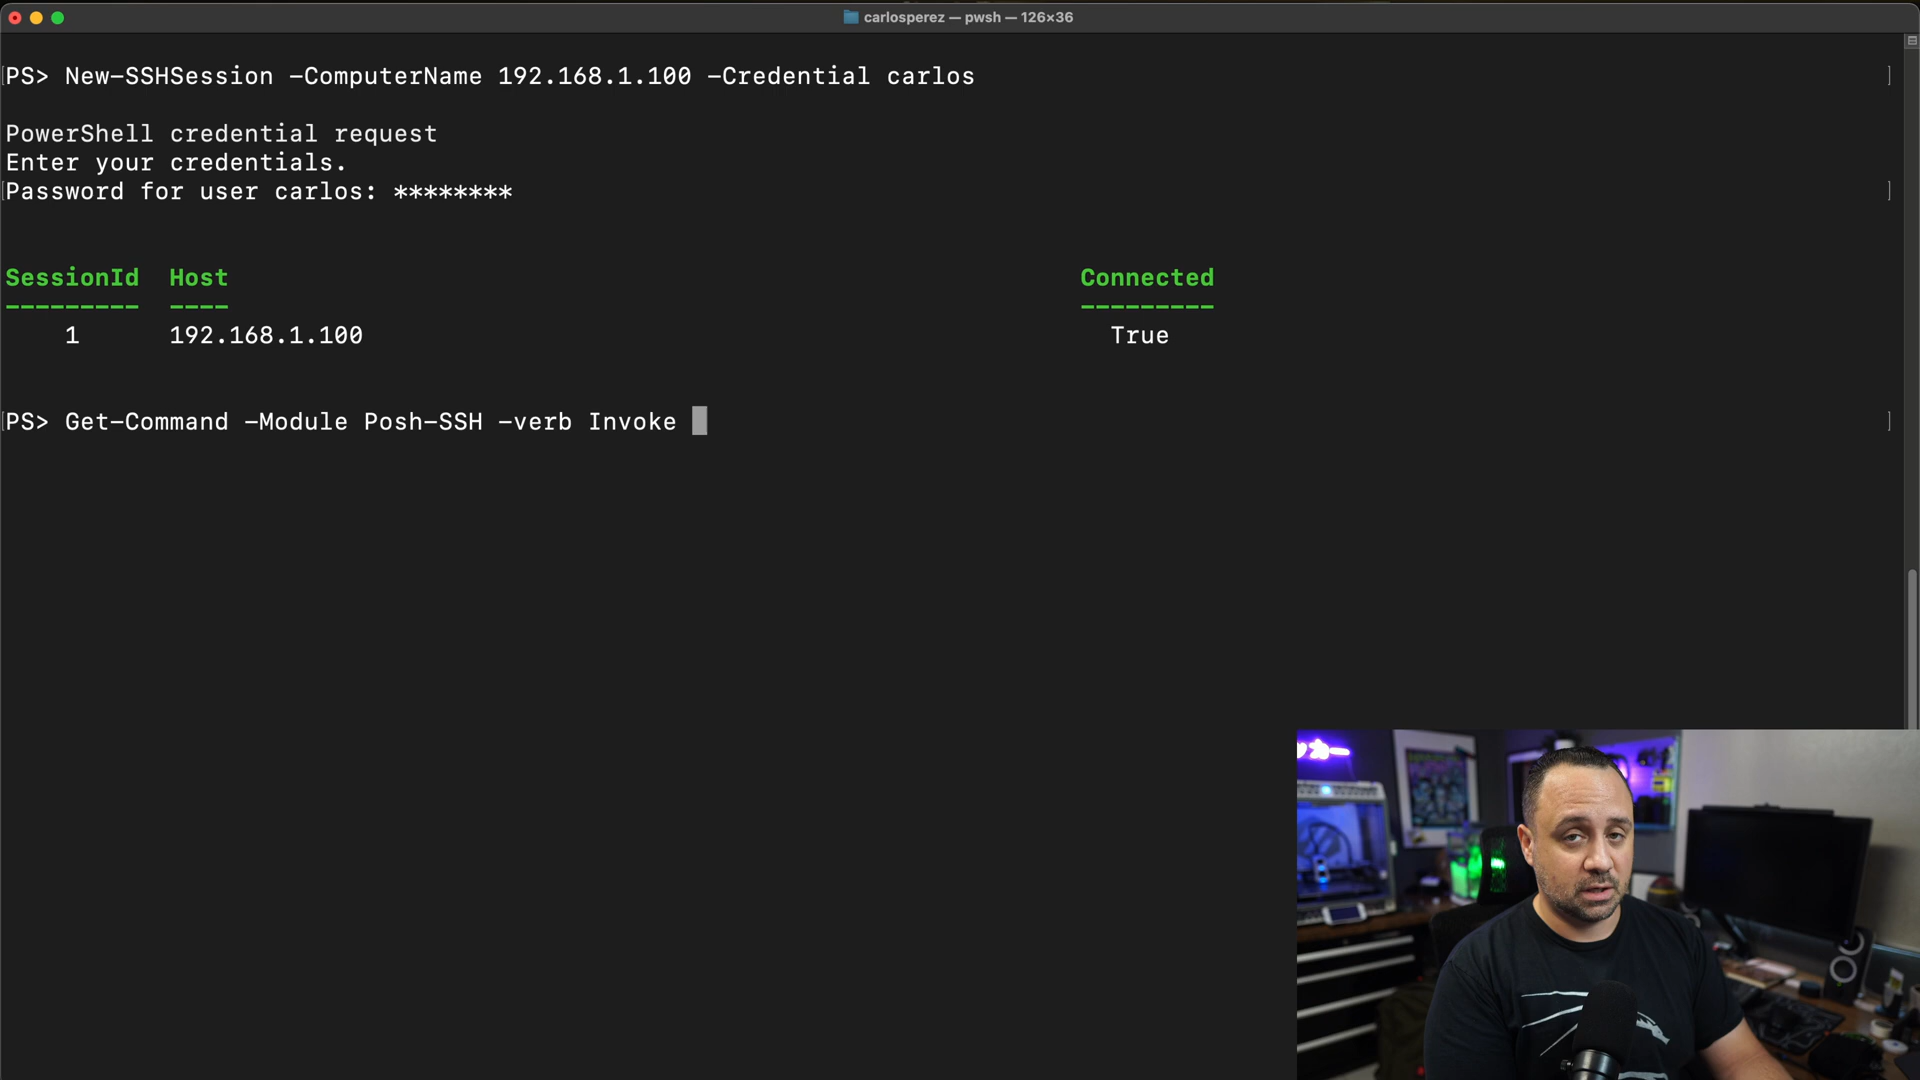 carlosperez — pwsh — 126×36
PS> New-SSHSession -ComputerName 192.168.1.100 -Credential carlos
PowerShell credential request
Enter your credentials.
Password for user carlos: ********
SessionId Host Connected
--------- ---- ---------
1 192.168.1.100 True
PS> Get-Command -Module Posh-SSH -verb Invoke